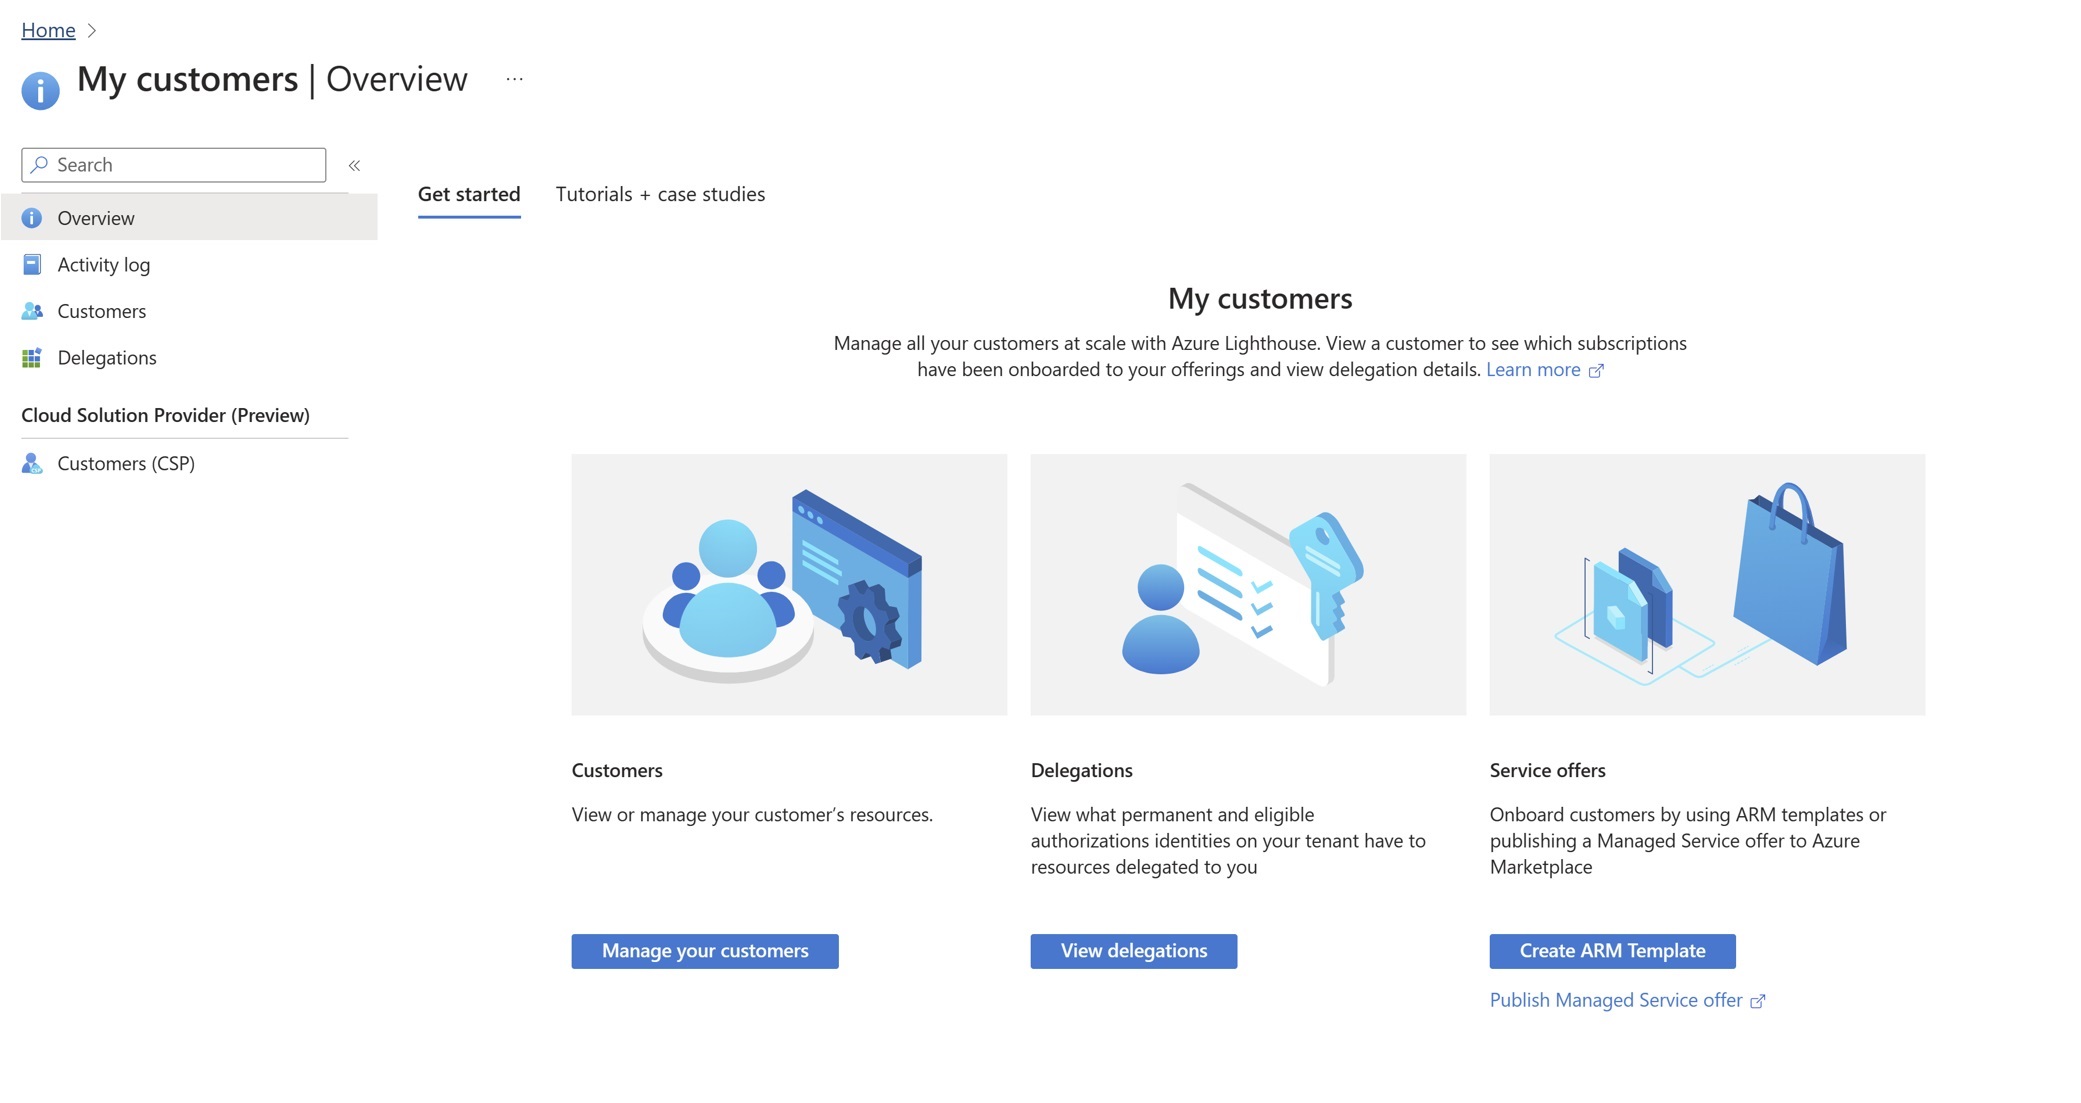 Home
My customers | Overview
Search
Overview
Activity log
Customers
Delegations
Cloud Solution Provider (Preview)
Customers (CSP)
Get started
Tutorials + case studies
My customers
Manage all your customers at scale with Azure Lighthouse. View a customer to see which subscriptions
have been onboarded to your offerings and view delegation details. Learn more
Customers
View or manage your customer’s resources.
Manage your customers
Delegations
View what permanent and eligible
authorizations identities on your tenant have to
resources delegated to you
View delegations
Service offers
Onboard customers by using ARM templates or
publishing a Managed Service offer to Azure
Marketplace
Create ARM Template
Publish Managed Service offer